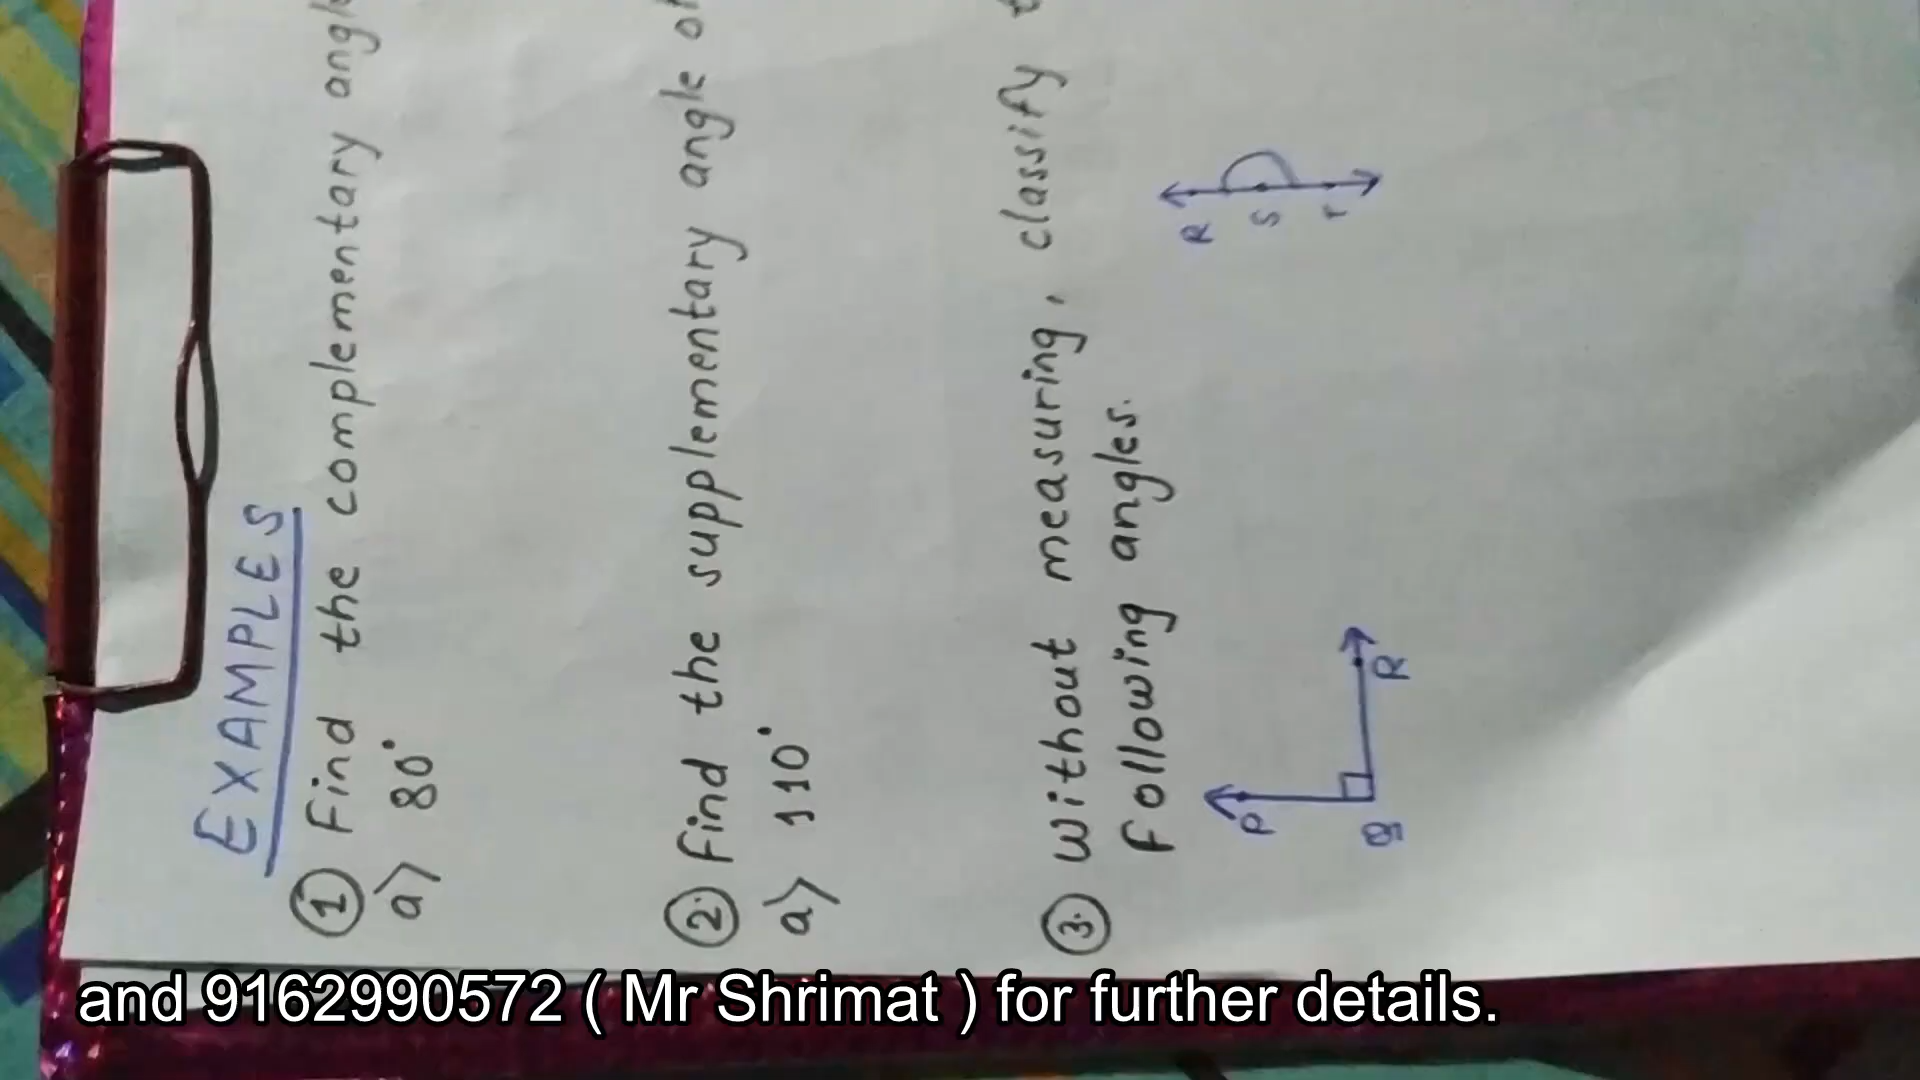 EXAMPLES
① Find the complementary angle
a) 80°
② Find the supplementary angle of
a) 110°
③ Without measuring, classify
following angles.
P
Q
R
R
S
T
and 9162990572 ( Mr Shrimat ) for further details.